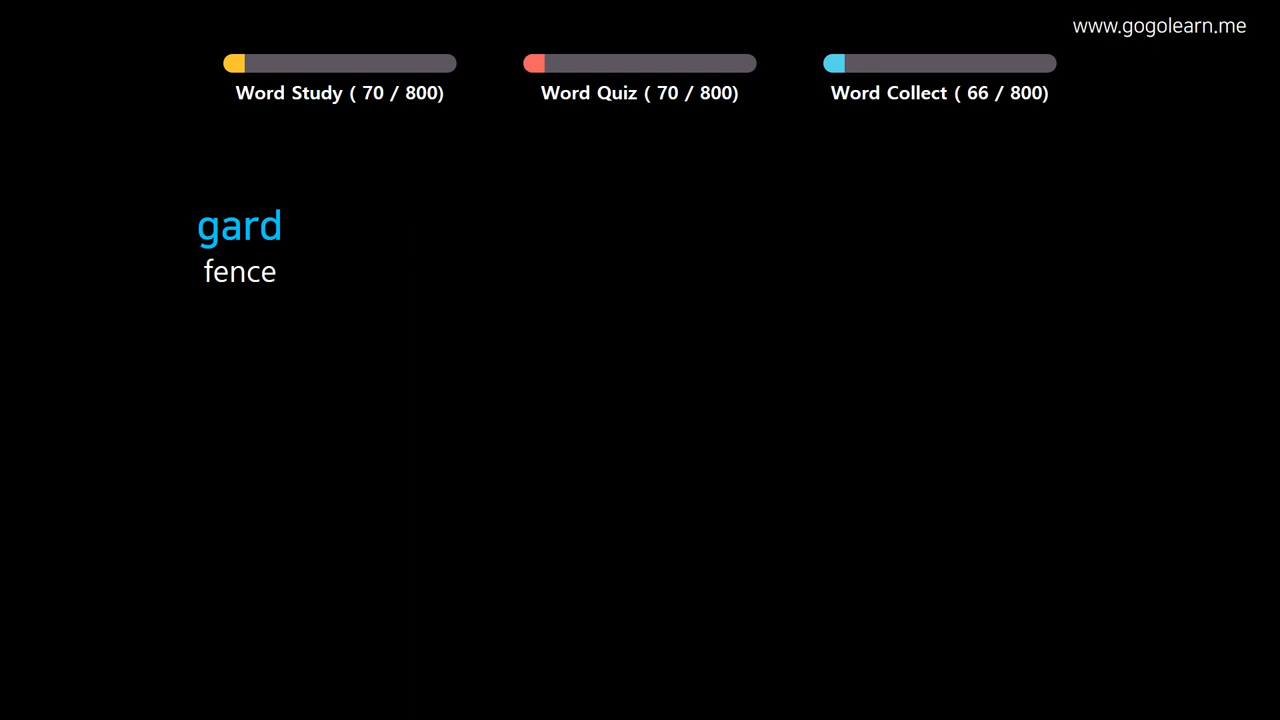 www.gogolearn.me
Word Study ( 70 / 800)
Word Quiz ( 70 / 800)
Word Collect ( 66 / 800)
gard
fence